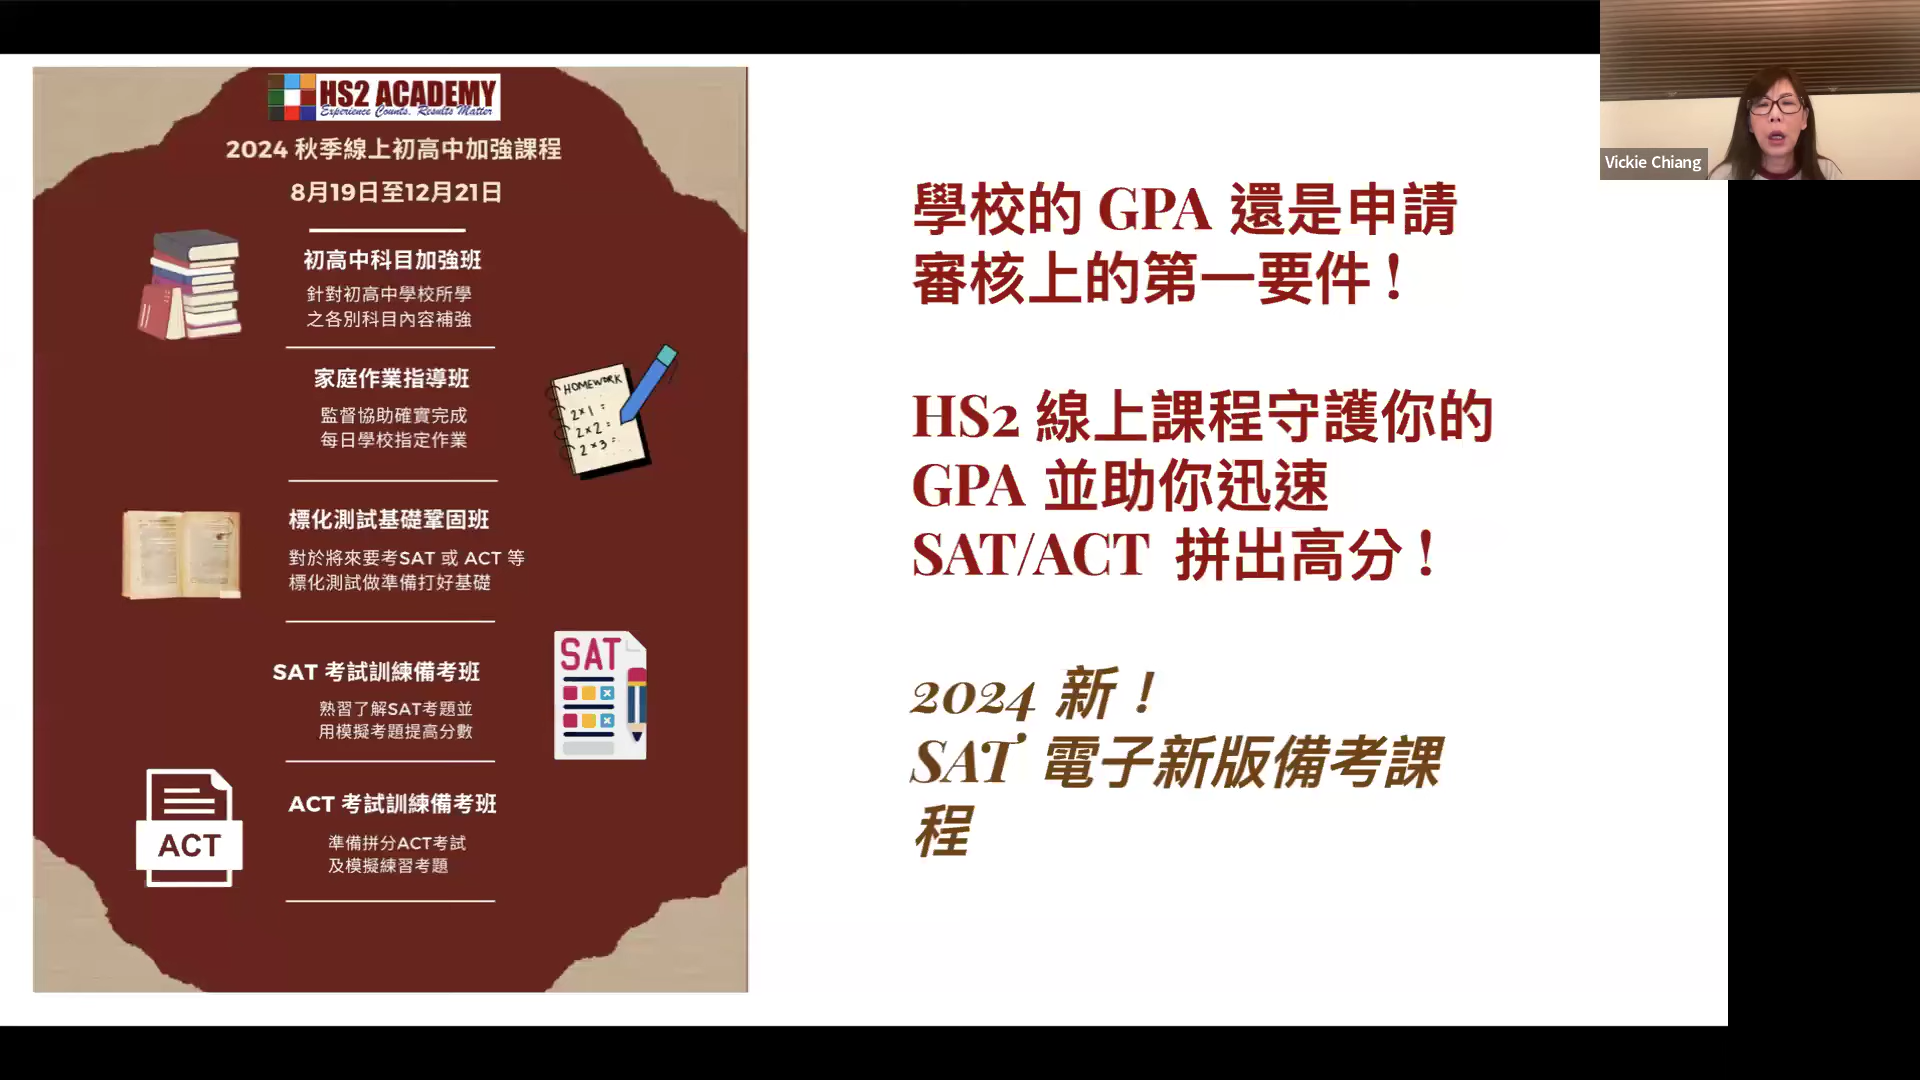 HS2 ACADEMY
Experience Counts. Results Matter
2024 秋季線上初高中加強課程
8月19日至12月21日
初高中科目加強班
針對初高中學校所學
之各別科目內容補強
家庭作業指導班
監督協助確實完成
每日學校指定作業
HOMEWORK
2×1 =
2×2 =
2×3 =
標化測試基礎鞏固班
對於將來要考SAT 或 ACT 等
標化測試做準備打好基礎
SAT 考試訓練備考班
熟習了解SAT考題並
用模擬考題提高分數
SAT
ACT 考試訓練備考班
準備拼分ACT考試
及模擬練習考題
ACT
學校的 GPA 還是申請
審核上的第一要件！
HS2 線上課程守護你的
GPA 並助你迅速
SAT/ACT 拼出高分！
2024 新！
SAT 電子新版備考課
程
Vickie Chiang